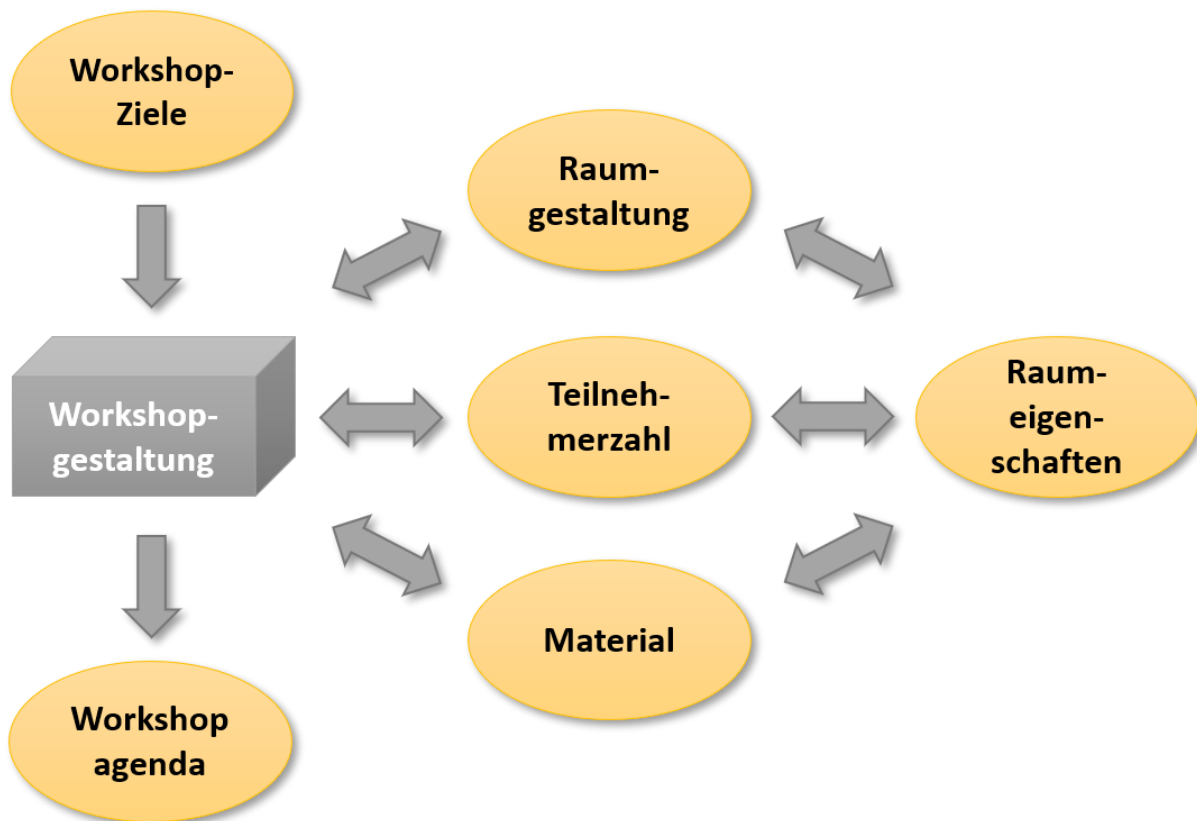 Workshop-
Ziele
Raum-
gestaltung
Workshop-
gestaltung
Teilneh-
merzahl
Raum-
eigen-
schaften
Material
Workshop
agenda